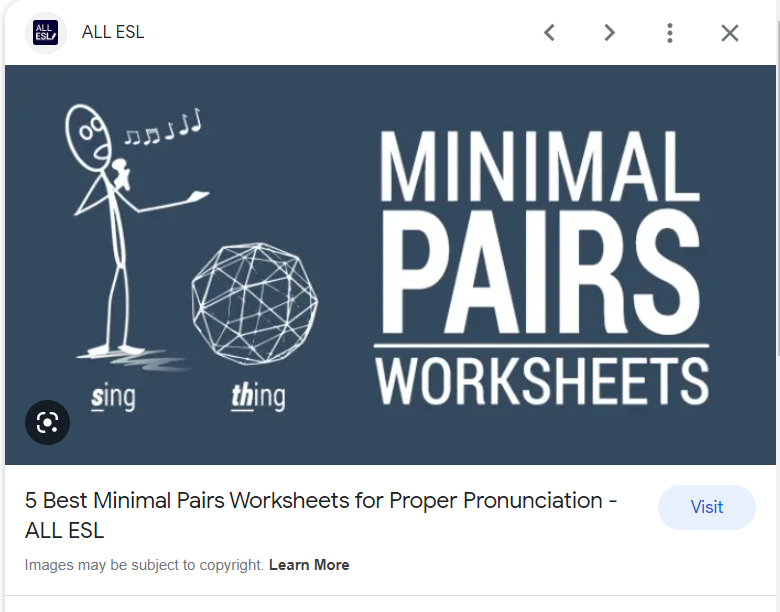 ALL
ESL
ALL ESL
MINIMAL
PAIRS
WORKSHEETS
sing thing
5 Best Minimal Pairs Worksheets for Proper Pronunciation -
ALL ESL
Visit
Images may be subject to copyright. Learn More